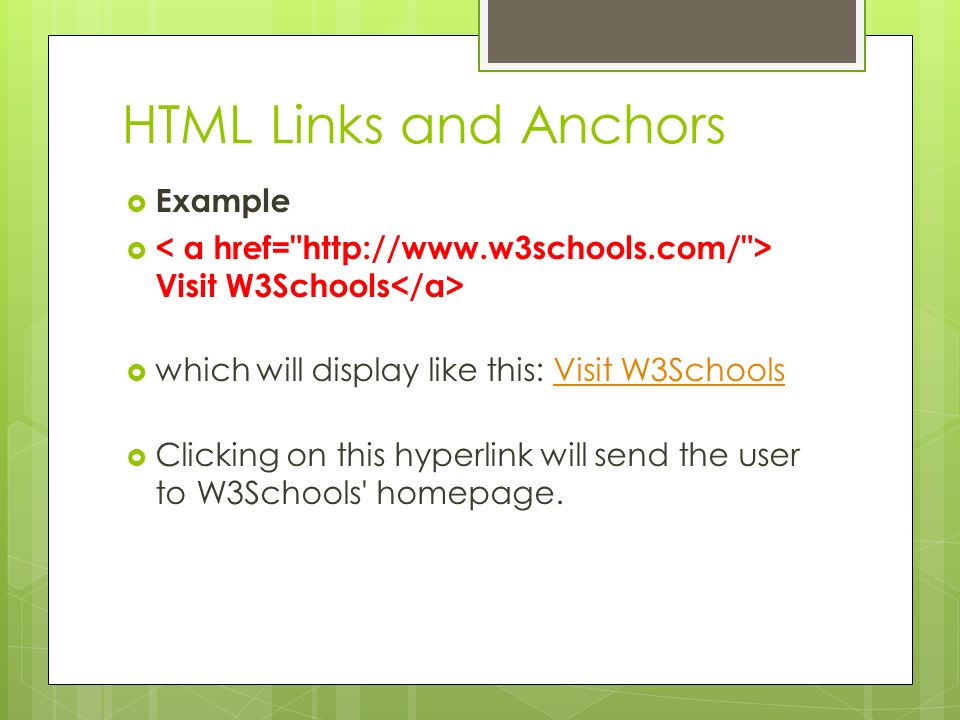 HTML Links and Anchors
Example
< a href="http://www.w3schools.com/">
Visit W3Schools</a>
which will display like this: Visit W3Schools
Clicking on this hyperlink will send the user
to W3Schools' homepage.